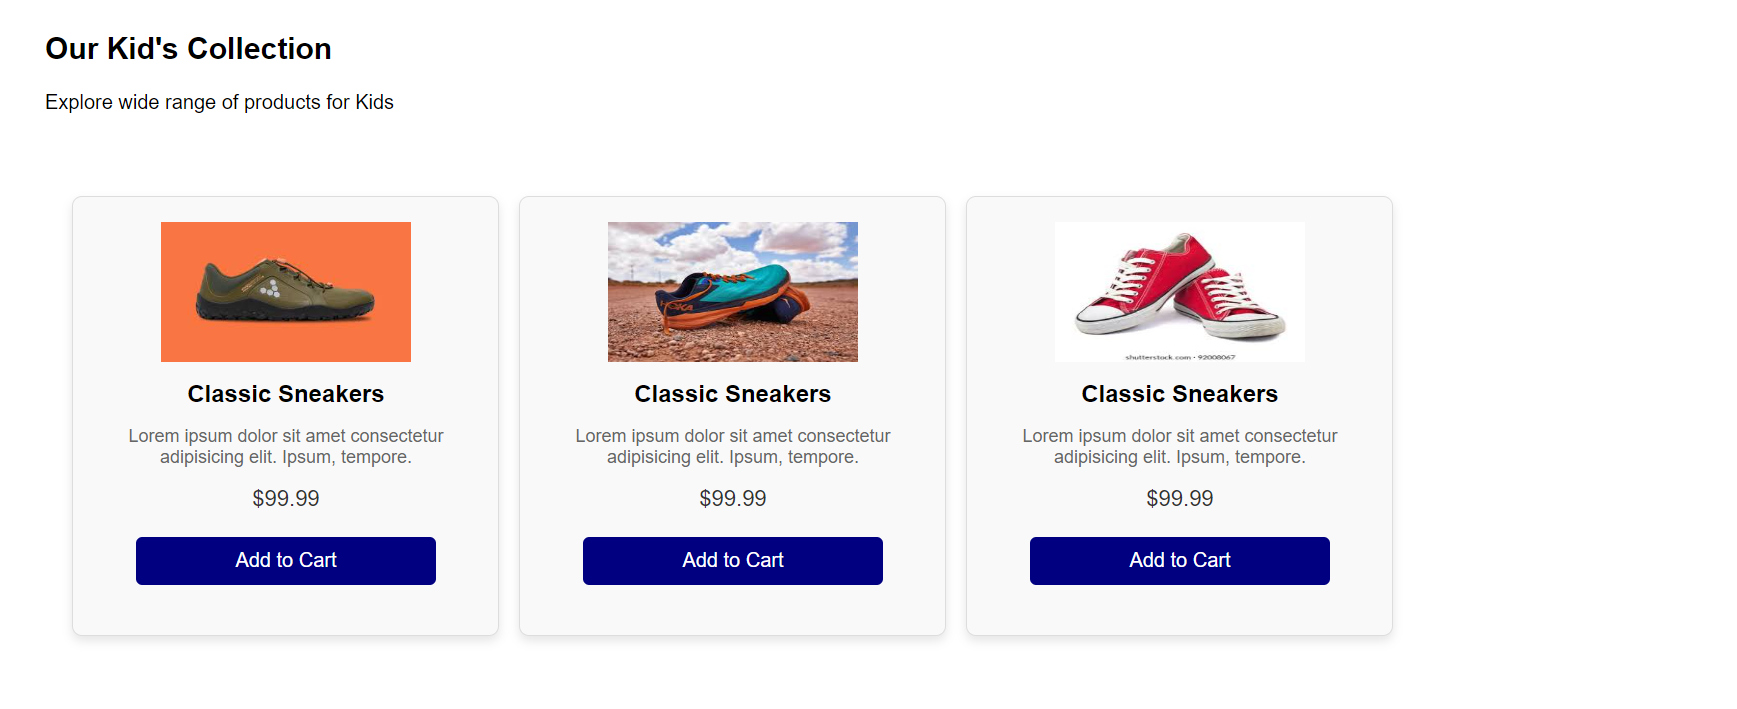 Our Kid's Collection
Explore wide range of products for Kids
Classic Sneakers
Lorem ipsum dolor sit amet consectetur
adipisicing elit. Ipsum, tempore.
$99.99
Add to Cart
HOKA
Classic Sneakers
Lorem ipsum dolor sit amet consectetur
adipisicing elit. Ipsum, tempore.
$99.99
Add to Cart
shutterstock.com • 92008067
Classic Sneakers
Lorem ipsum dolor sit amet consectetur
adipisicing elit. Ipsum, tempore.
$99.99
Add to Cart